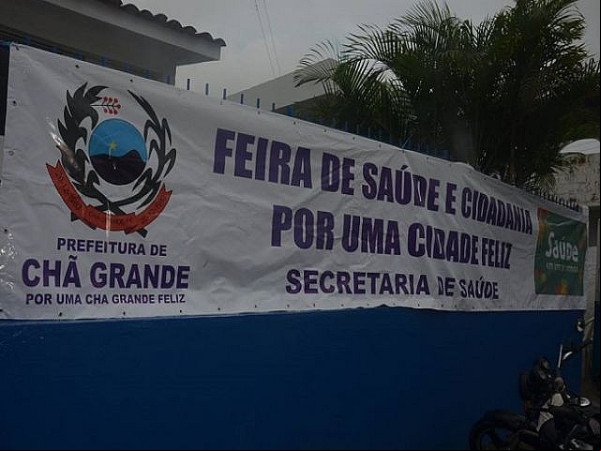 PREFEITURA DE
CHÃ GRANDE
POR UMA CHA GRANDE FELIZ
FEIRA DE SAÚDE E CIDADANIA
POR UMA CIDADE FELIZ
SECRETARIA DE SAÚDE
Saúde